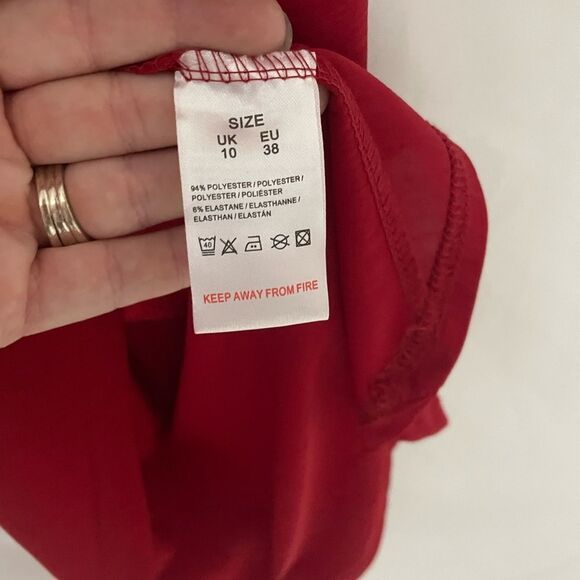 SIZE
UK EU
10 38
94% POLYESTER / POLYESTER /
POLYESTER / POLIÉSTER
6% ELASTANE / ELASTHANNE /
ELASTHAN / ELASTÁN
40
KEEP AWAY FROM FIRE